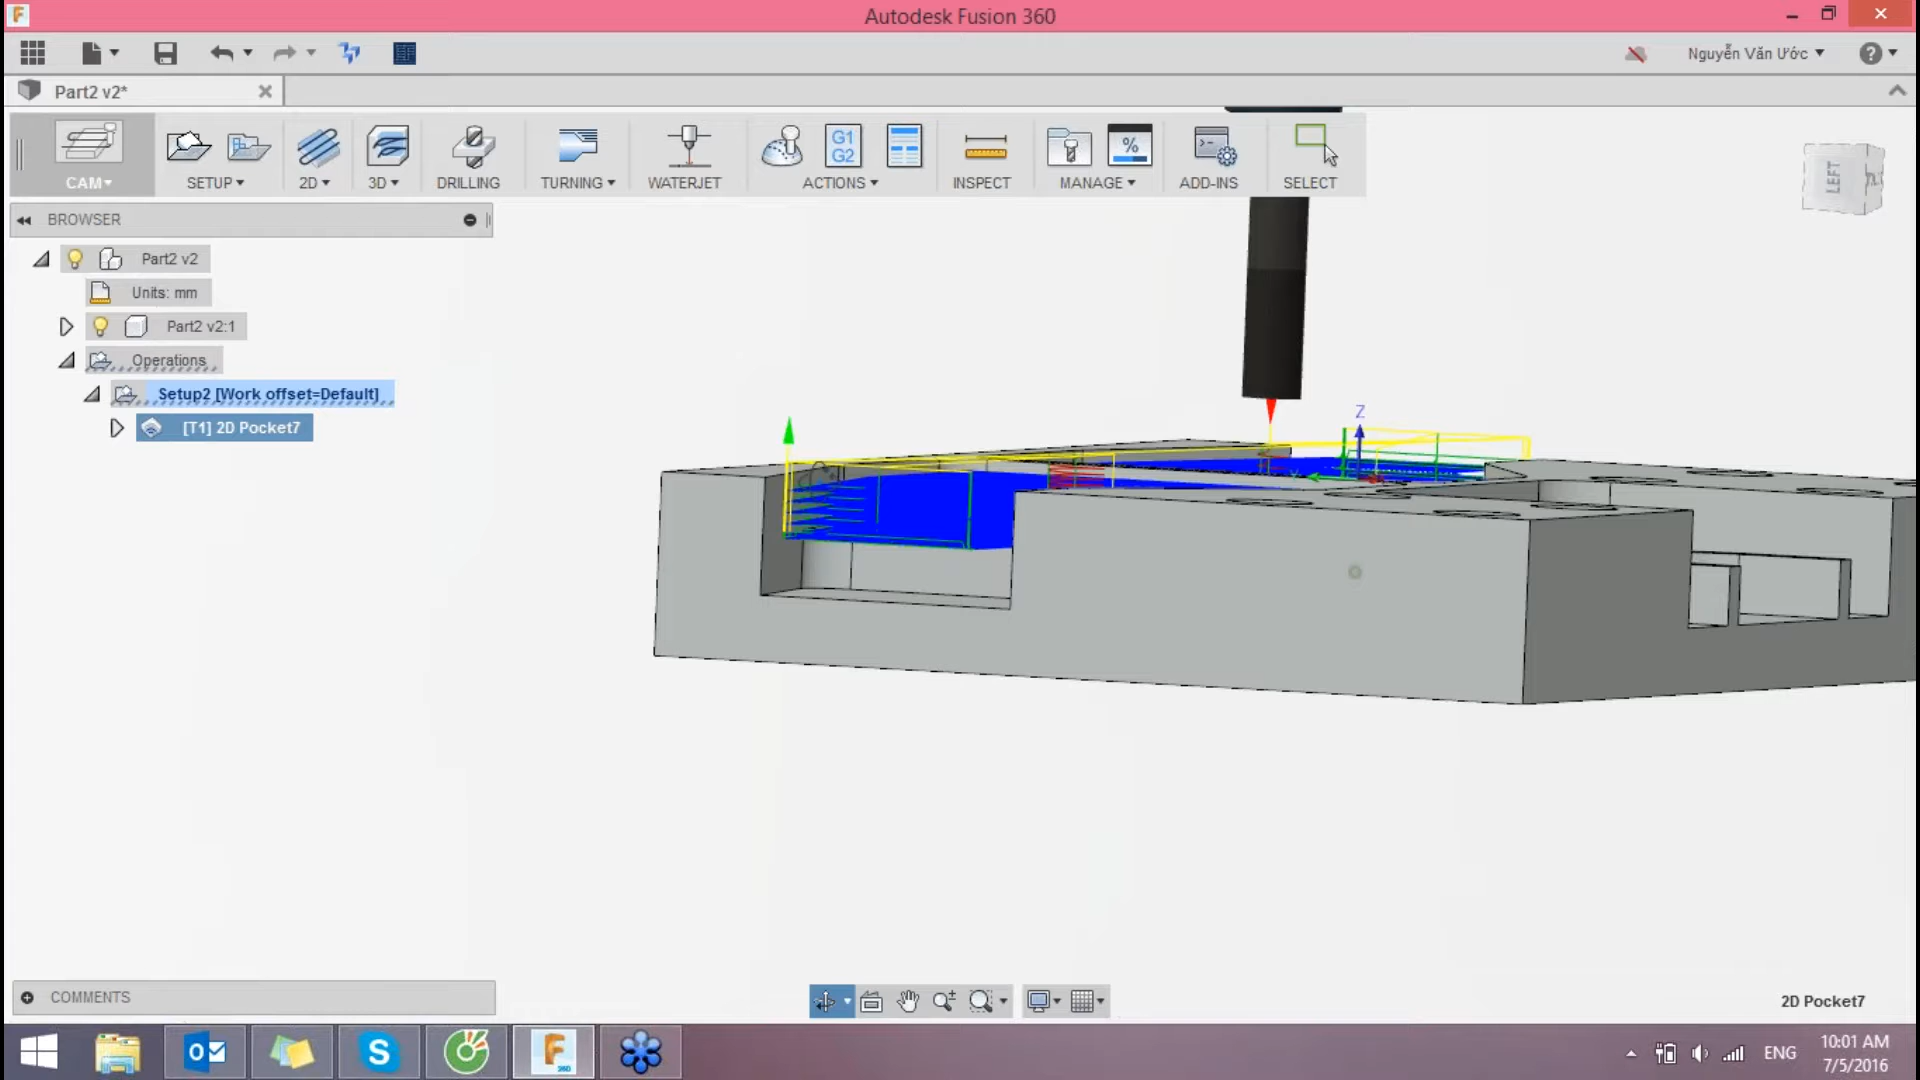 Autodesk Fusion 360
Nguyễn Văn Ước
Part2 v2*
G1
G2
%
CAM
SETUP
2D
3D
DRILLING
TURNING
WATERJET
ACTIONS
INSPECT
MANAGE
ADD-INS
SELECT
LEFT
BROWSER
Part2 v2
Units: mm
Part2 v2:1
Operations
Setup2 [Work offset=Default]
[T1] 2D Pocket7
Z
COMMENTS
2D Pocket7
ENG
10:01 AM
7/5/2016